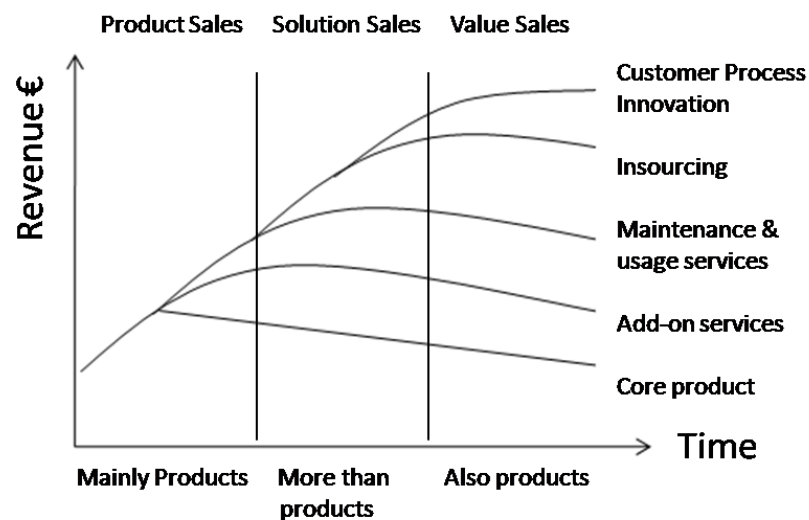 Product Sales
Solution Sales
Value Sales
Revenue €
Customer Process
Innovation
Insourcing
Maintenance &
usage services
Add-on services
Core product
Time
Mainly Products
More than
products
Also products